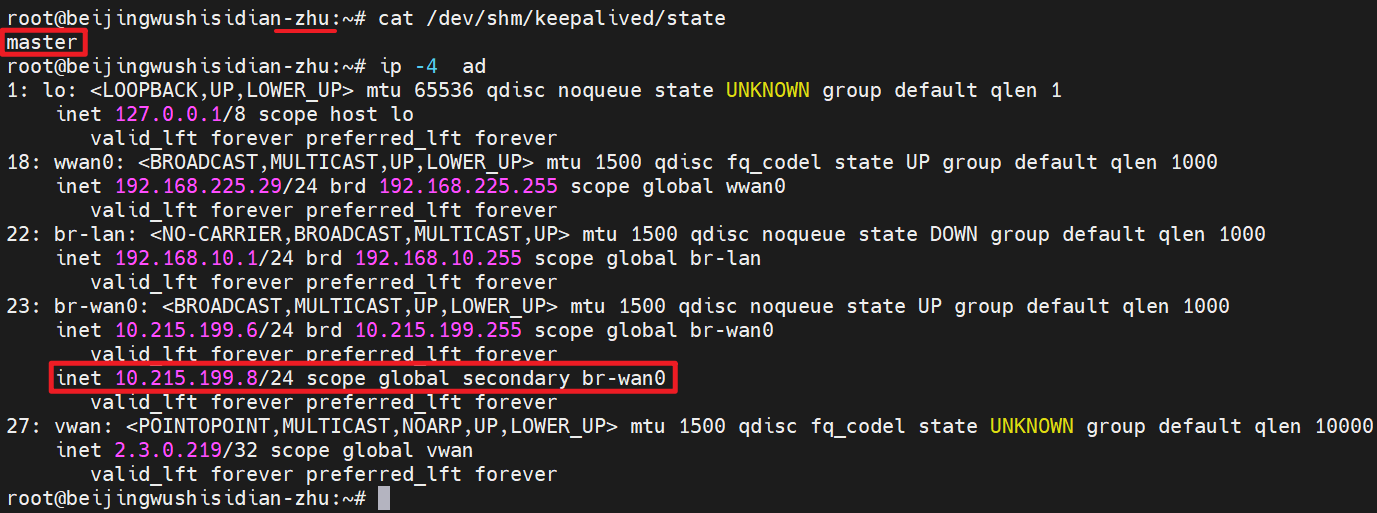 root@beijingwushisidian-zhu:~# cat /dev/shm/keepalived/state
master
root@beijingwushisidian-zhu:~# ip -4  ad
1: lo: <LOOPBACK,UP,LOWER_UP> mtu 65536 qdisc noqueue state UNKNOWN group default qlen 1
    inet 127.0.0.1/8 scope host lo
       valid_lft forever preferred_lft forever
18: wwan0: <BROADCAST,MULTICAST,UP,LOWER_UP> mtu 1500 qdisc fq_codel state UP group default qlen 1000
    inet 192.168.225.29/24 brd 192.168.225.255 scope global wwan0
       valid_lft forever preferred_lft forever
22: br-lan: <NO-CARRIER,BROADCAST,MULTICAST,UP> mtu 1500 qdisc noqueue state DOWN group default qlen 1000
    inet 192.168.10.1/24 brd 192.168.10.255 scope global br-lan
       valid_lft forever preferred_lft forever
23: br-wan0: <BROADCAST,MULTICAST,UP,LOWER_UP> mtu 1500 qdisc noqueue state UP group default qlen 1000
    inet 10.215.199.6/24 brd 10.215.199.255 scope global br-wan0
       valid_lft forever preferred_lft forever
    inet 10.215.199.8/24 scope global secondary br-wan0
       valid_lft forever preferred_lft forever
27: vwan: <POINTOPOINT,MULTICAST,NOARP,UP,LOWER_UP> mtu 1500 qdisc fq_codel state UNKNOWN group default qlen 10000
    inet 2.3.0.219/32 scope global vwan
       valid_lft forever preferred_lft forever
root@beijingwushisidian-zhu:~#